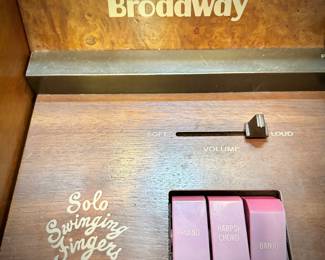 Broadway
SOFT LOUD
VOLUME
Solo
Swinging
Fingers
PIANO HARPSI
CHORD BANJO